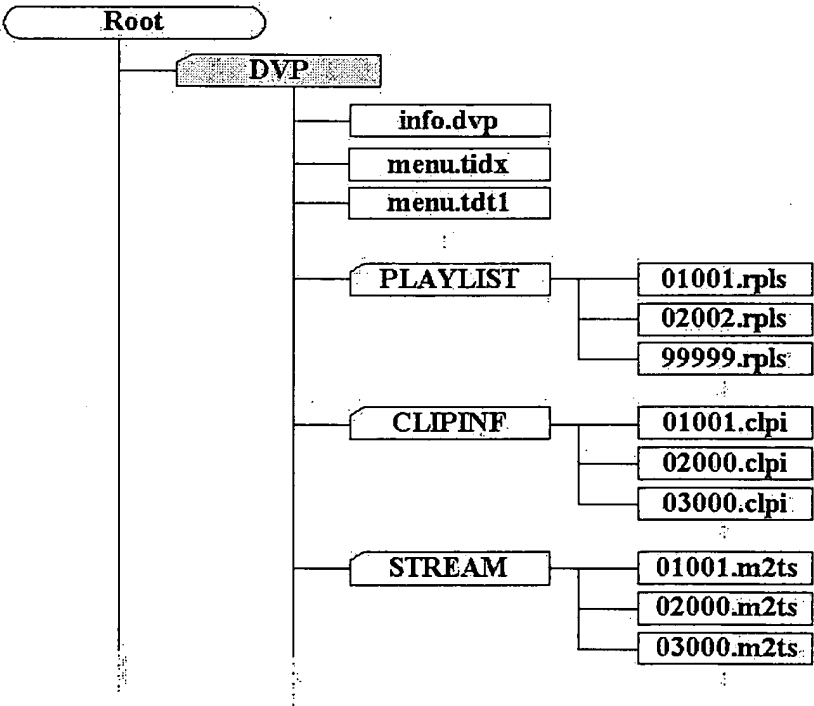 Root
DVP
info.dvp
menu.tidx
menu.tdt1
PLAYLIST
01001.rpls
02002.rpls
99999.rpls
CLIPINF
01001.clpi
02000.clpi
03000.clpi
STREAM
01001.m2ts
02000.m2ts
03000.m2ts